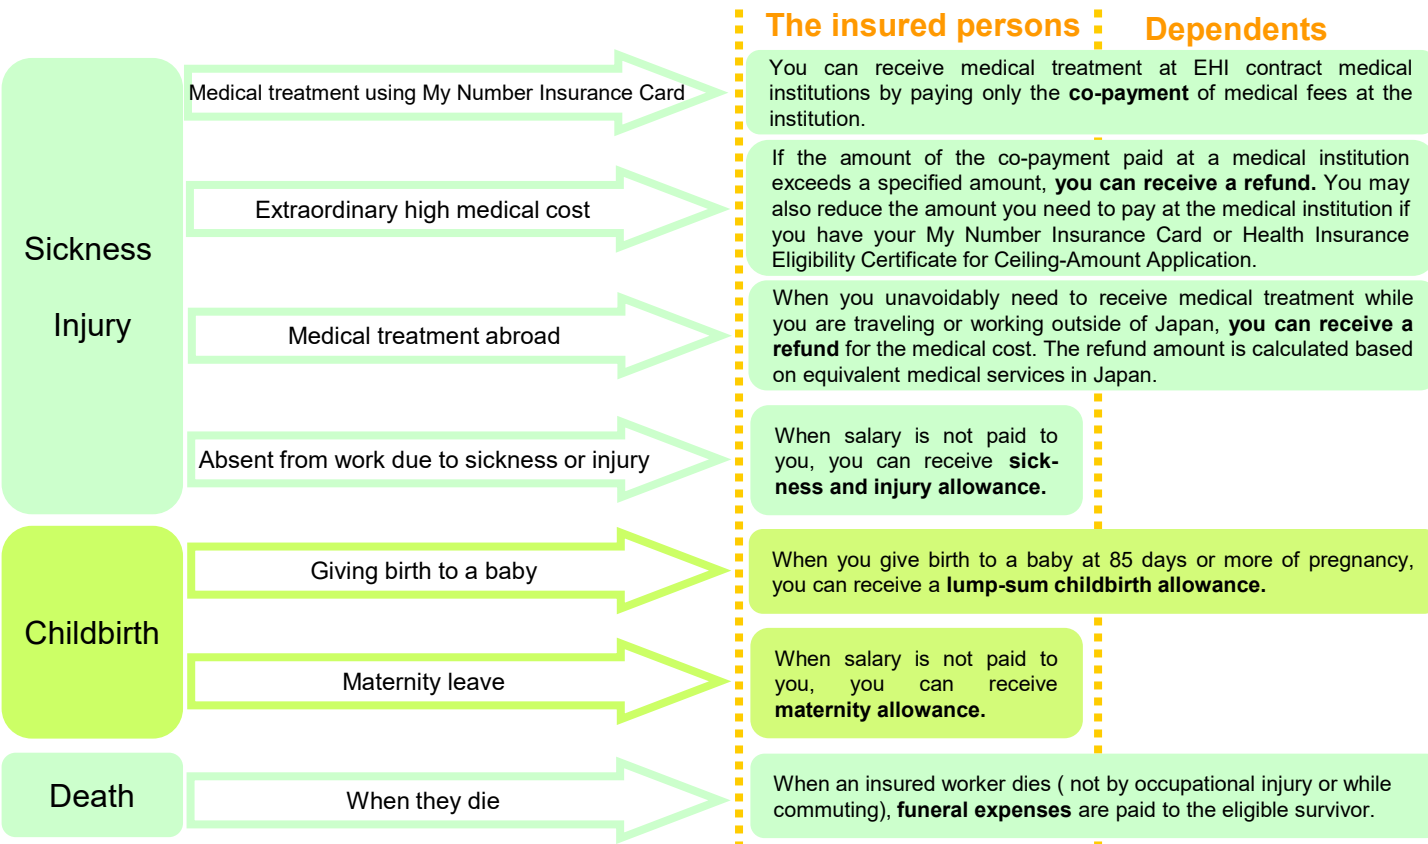 The insured persons
Dependents
Sickness
Injury
Medical treatment using My Number Insurance Card
You can receive medical treatment at EHI contract medical
institutions by paying only the co-payment of medical fees at the
institution.
Extraordinary high medical cost
If the amount of the co-payment paid at a medical institution
exceeds a specified amount, you can receive a refund. You may
also reduce the amount you need to pay at the medical institution if
you have your My Number Insurance Card or Health Insurance
Eligibility Certificate for Ceiling-Amount Application.
Medical treatment abroad
When you unavoidably need to receive medical treatment while
you are traveling or working outside of Japan, you can receive a
refund for the medical cost. The refund amount is calculated based
on equivalent medical services in Japan.
Absent from work due to sickness or injury
When salary is not paid to
you, you can receive sick-
ness and injury allowance.
Childbirth
Giving birth to a baby
When you give birth to a baby at 85 days or more of pregnancy,
you can receive a lump-sum childbirth allowance.
Maternity leave
When salary is not paid to
you, you can receive
maternity allowance.
Death
When they die
When an insured worker dies ( not by occupational injury or while
commuting), funeral expenses are paid to the eligible survivor.